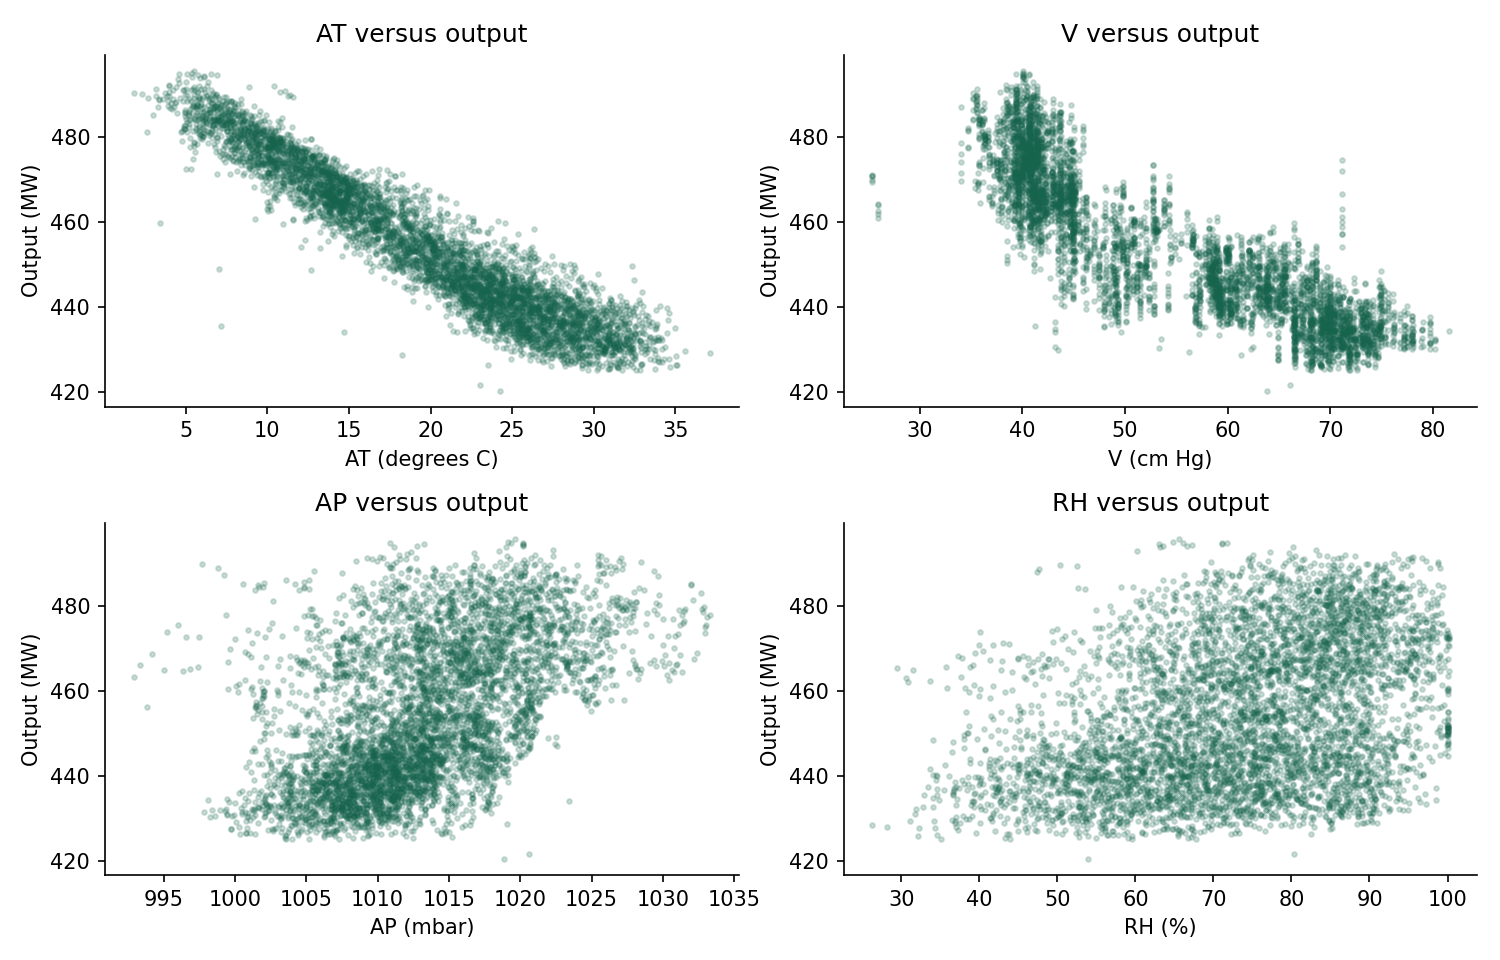 AT versus output
Output (MW)
480
460
440
420
5 10 15 20 25 30 35
AT (degrees C)
V versus output
Output (MW)
480
460
440
420
30 40 50 60 70 80
V (cm Hg)
AP versus output
Output (MW)
480
460
440
420
995 1000 1005 1010 1015 1020 1025 1030 1035
AP (mbar)
RH versus output
Output (MW)
480
460
440
420
30 40 50 60 70 80 90 100
RH (%)